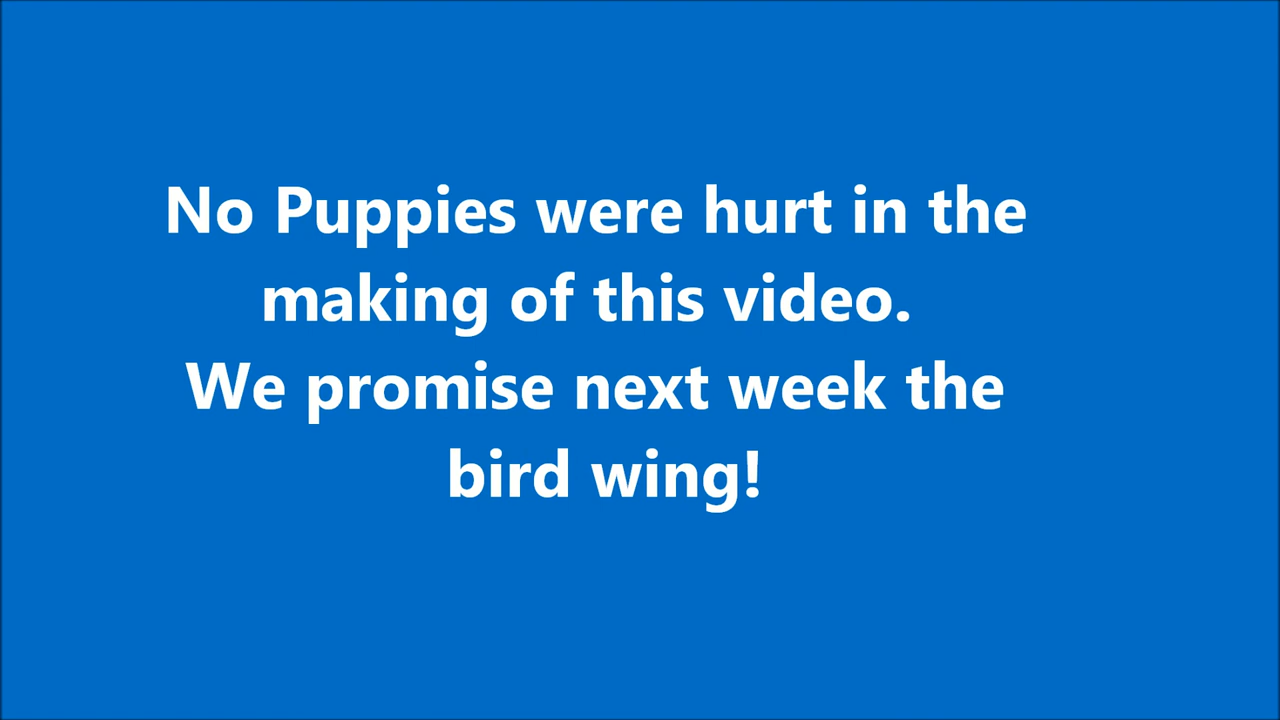 No Puppies were hurt in the
making of this video.
We promise next week the
bird wing!